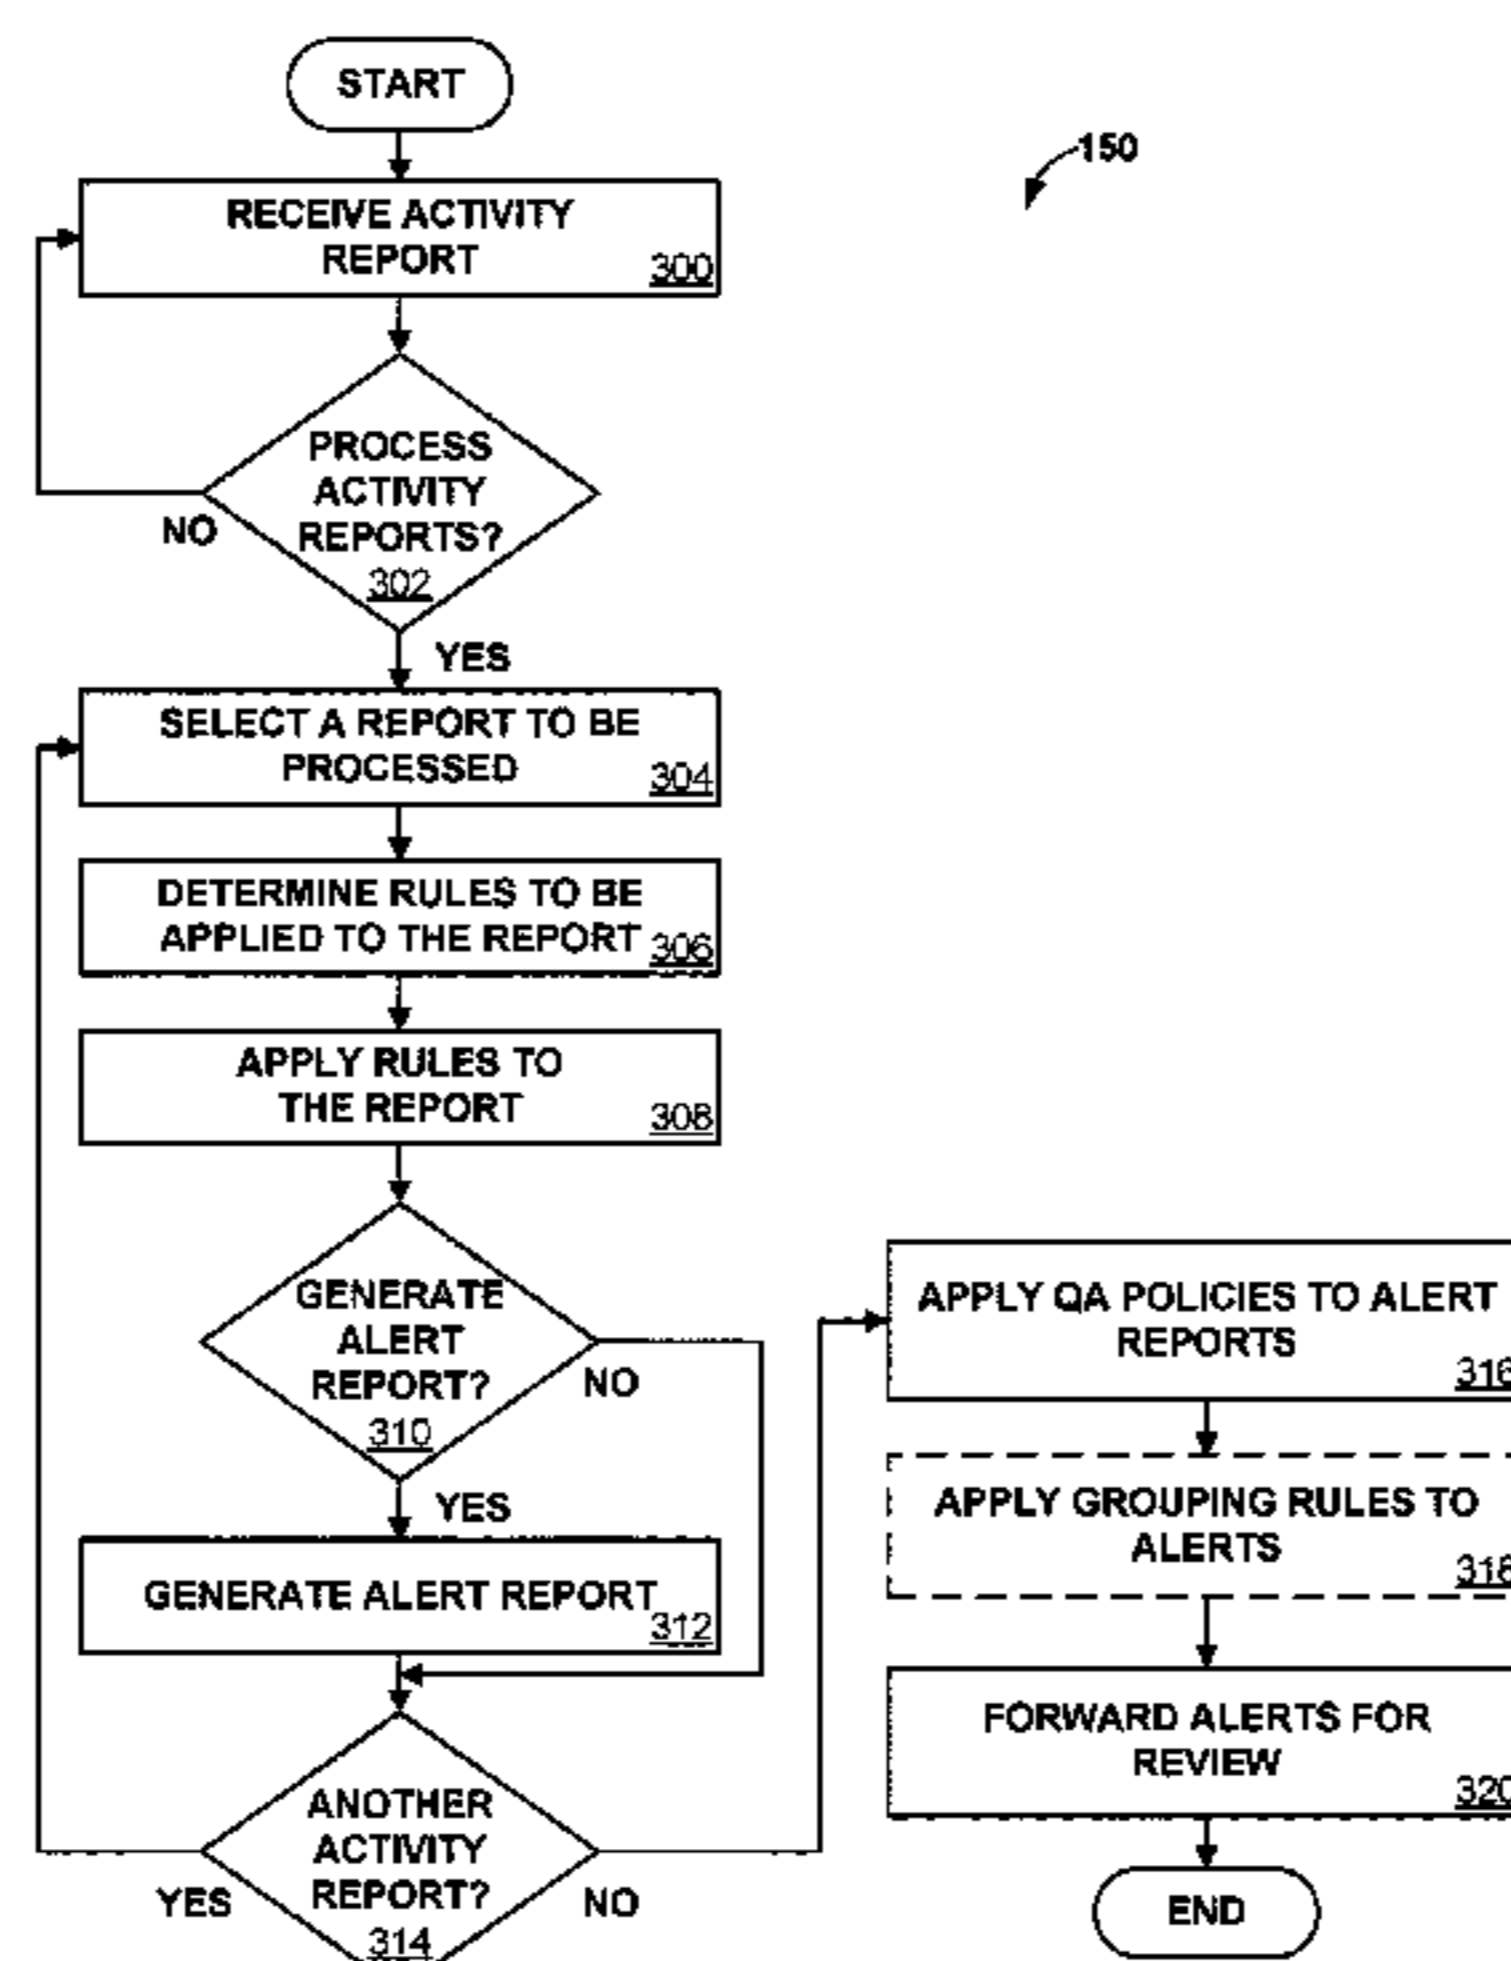 START
150
RECEIVE ACTIVITY
REPORT
300
PROCESS
ACTIVITY
REPORTS?
302
NO
YES
SELECT A REPORT TO BE
PROCESSED
304
DETERMINE RULES TO BE
APPLIED TO THE REPORT
306
APPLY RULES TO
THE REPORT
308
GENERATE
ALERT
REPORT?
310
NO
YES
GENERATE ALERT REPORT
312
ANOTHER
ACTIVITY
REPORT?
314
YES
NO
APPLY QA POLICIES TO ALERT
REPORTS
316
APPLY GROUPING RULES TO
ALERTS
318
FORWARD ALERTS FOR
REVIEW
320
END